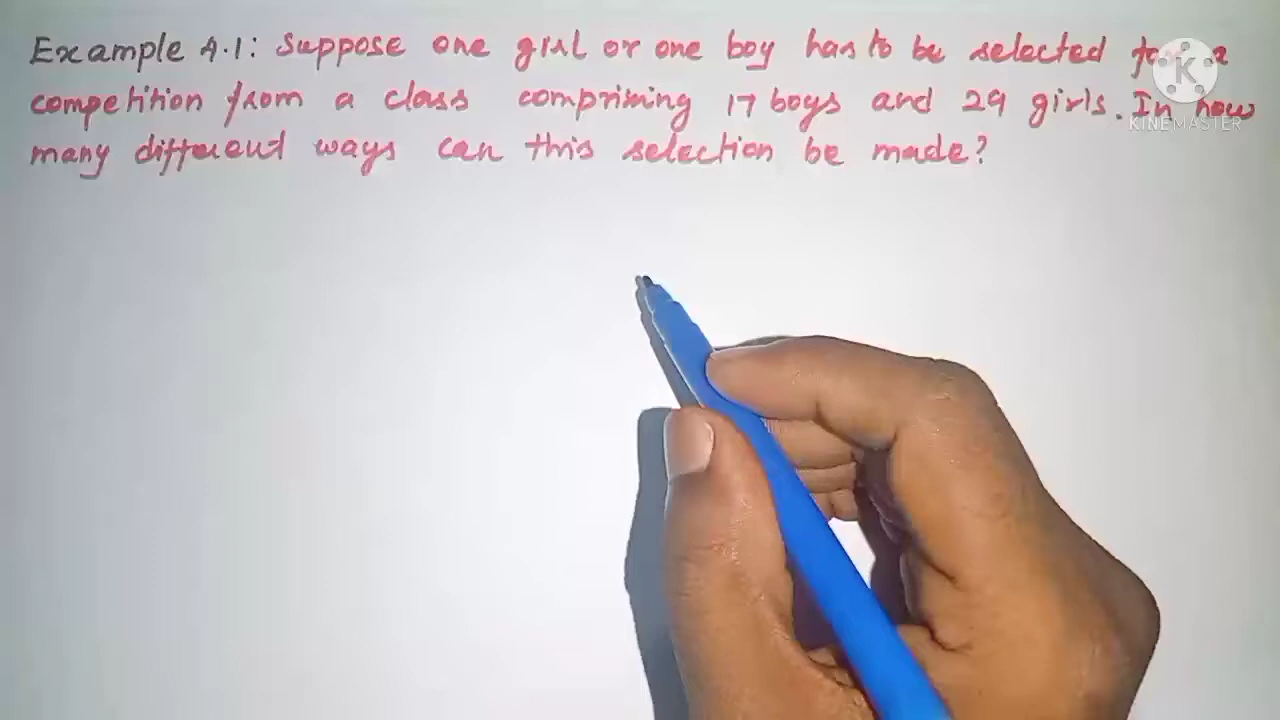 Example 4.1: Suppose one girl or one boy has to be selected for a
competition from a class comprising 17 boys and 29 girls. In how
many different ways can this selection be made?
K
KINEMASTER